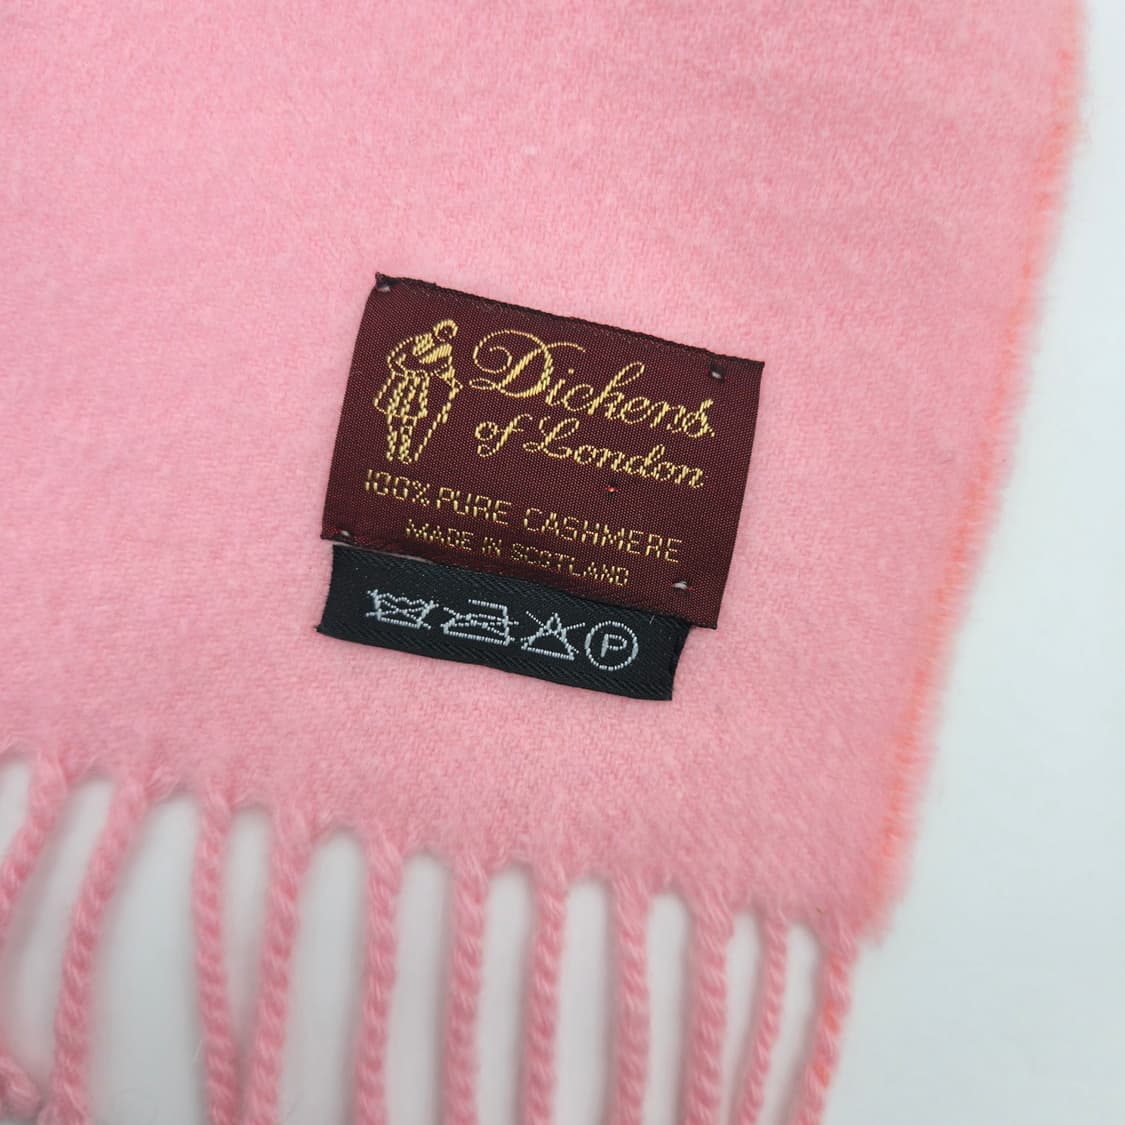 Dickens
of London
100% PURE CASHMERE
MADE IN SCOTLAND
P